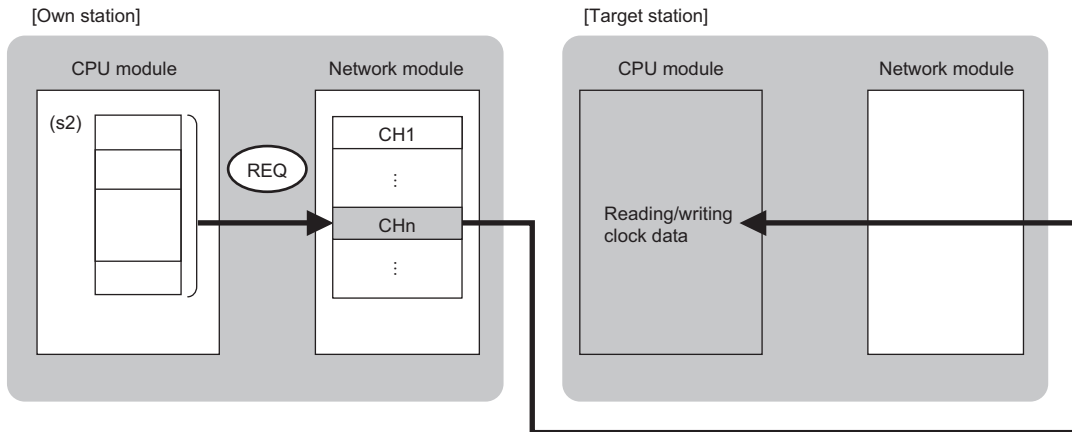 [Own station]
[Target station]
CPU module
Network module
CPU module
Network module
(s2)
CH1
REQ
⋮
CHn
Reading/writing
clock data
⋮